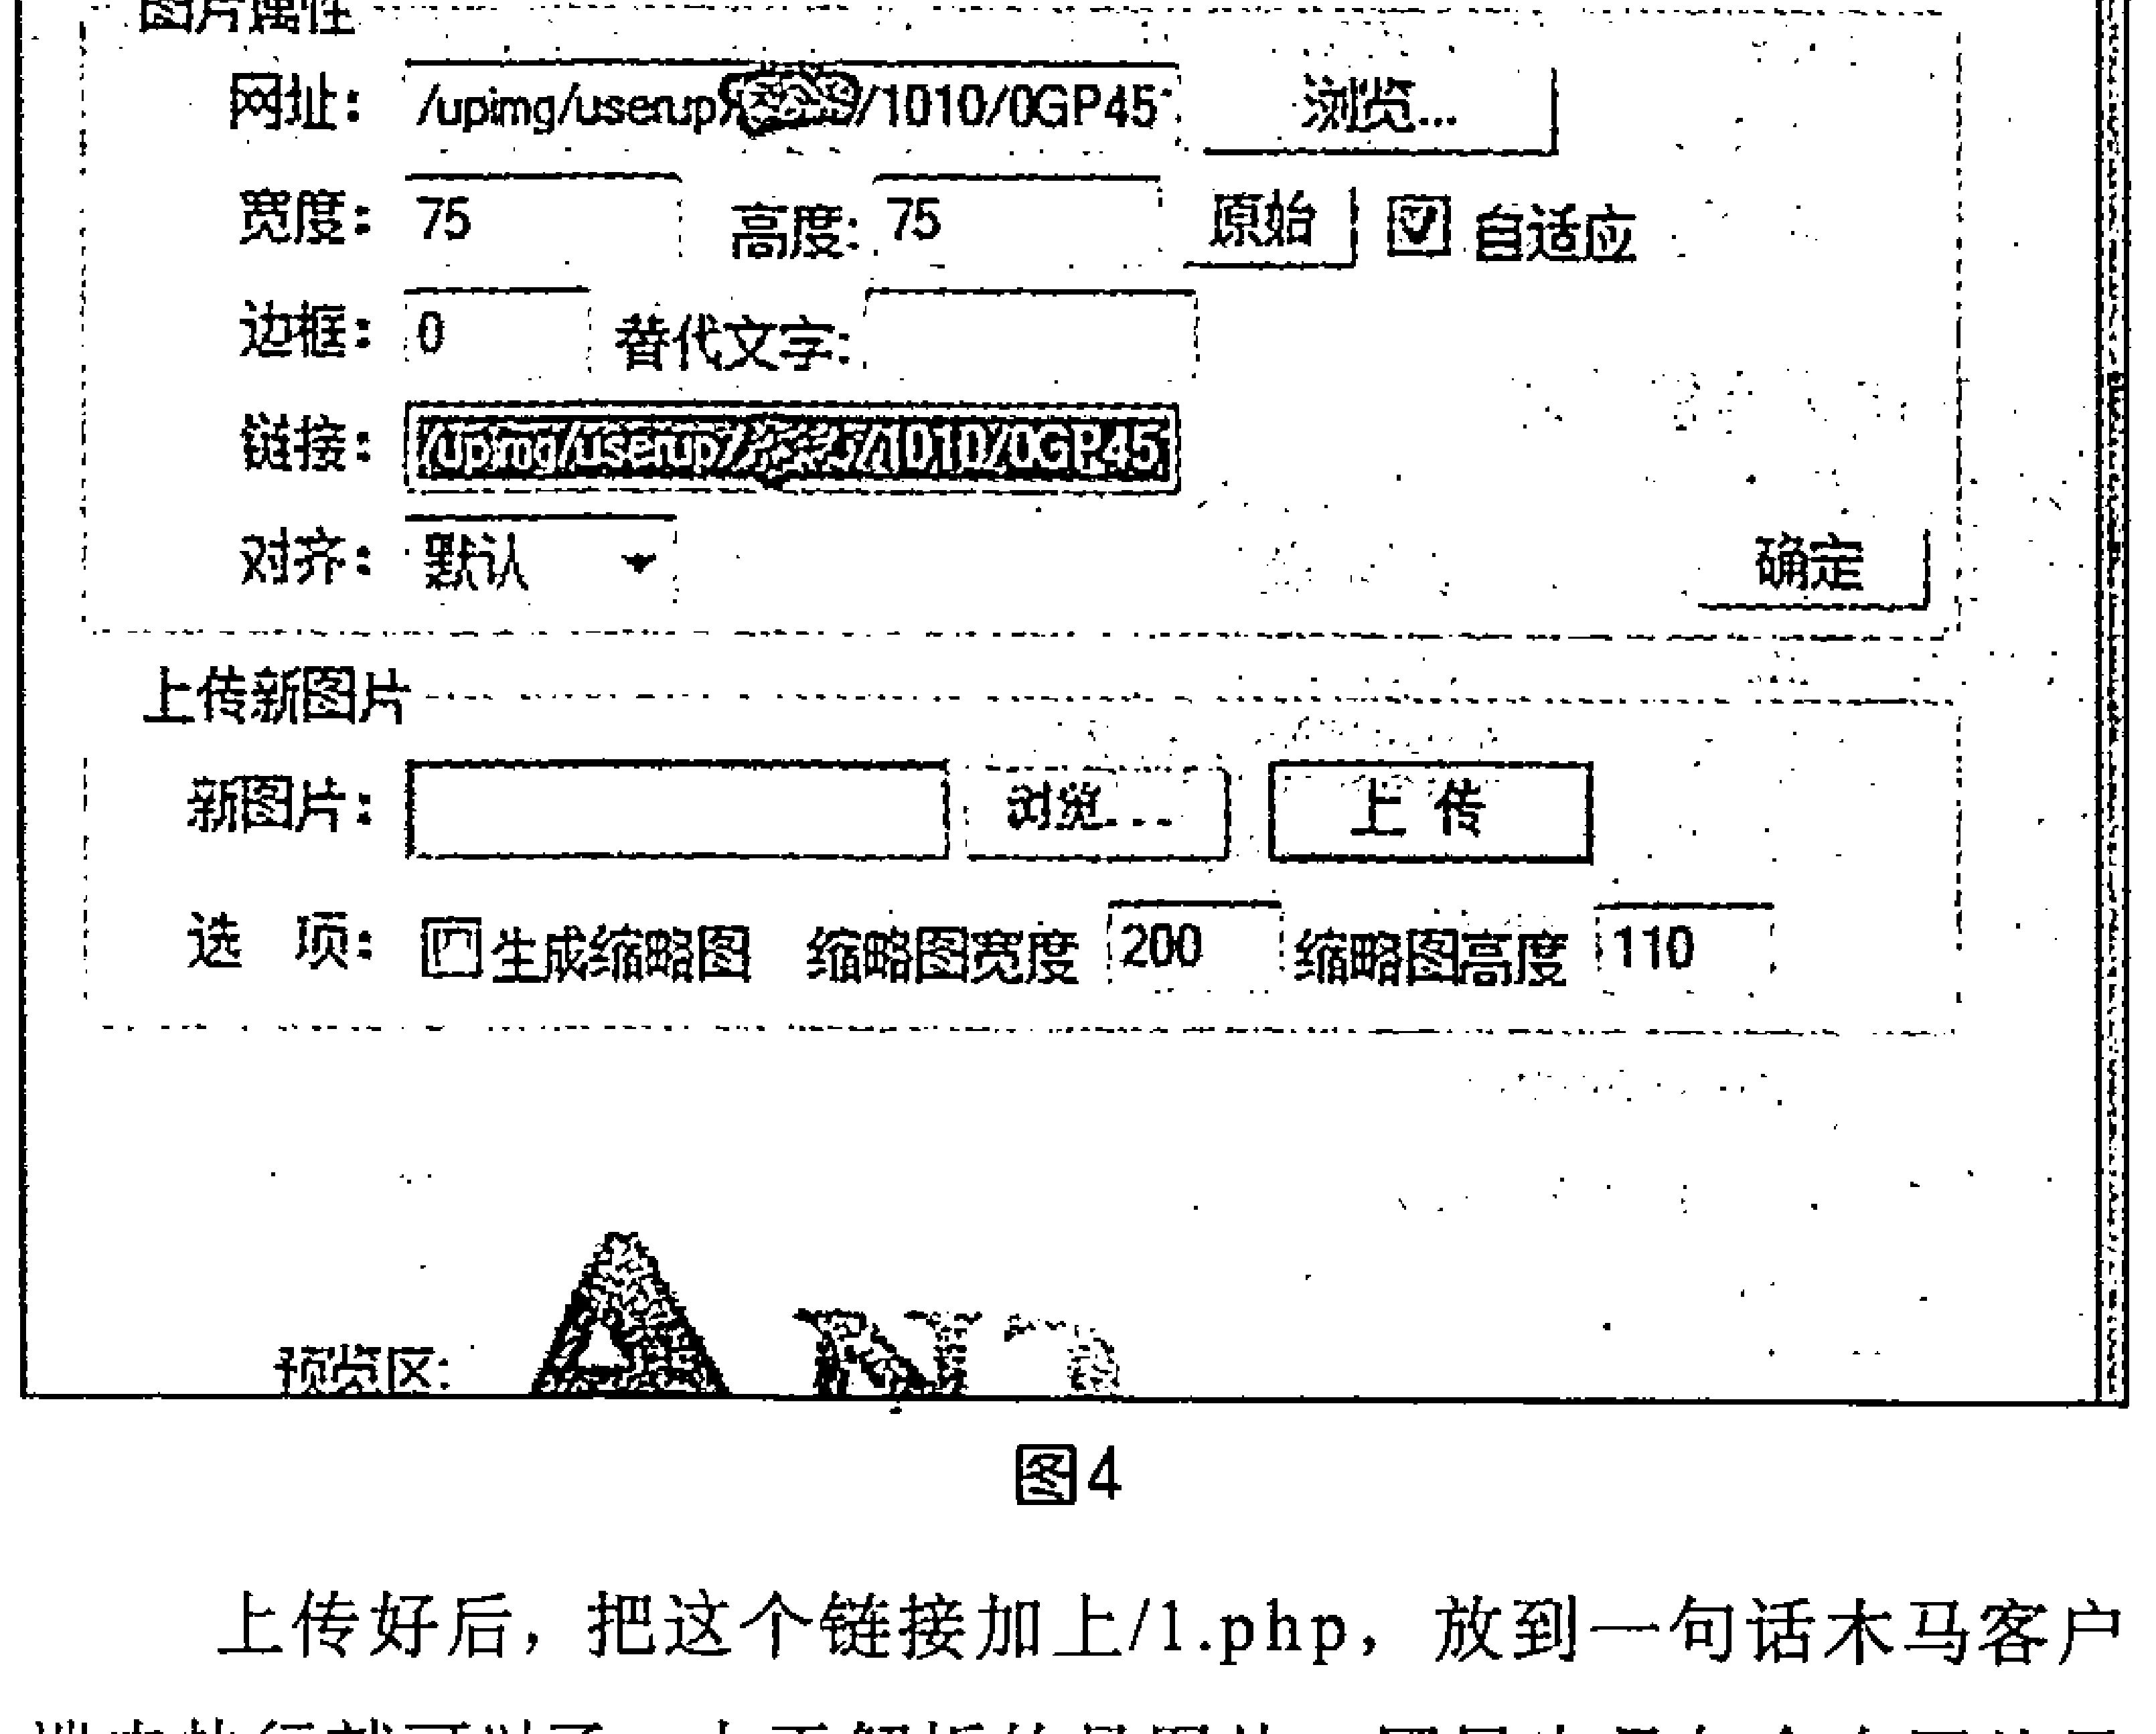 图片属性
网址: /upimg/userup/ /1010/0GP45 浏览...
宽度: 75 高度: 75 原始 自适应
边框: 0 替代文字:
链接: /upimg/userup/ /1010/0GP45
对齐: 默认 确定
上传新图片
新图片: 浏览... 上 传
选 项: 生成缩略图 缩略图宽度 200 缩略图高度 110
预览区:
图4
上传好后，把这个链接加上/1.php，放到一句话木马客户